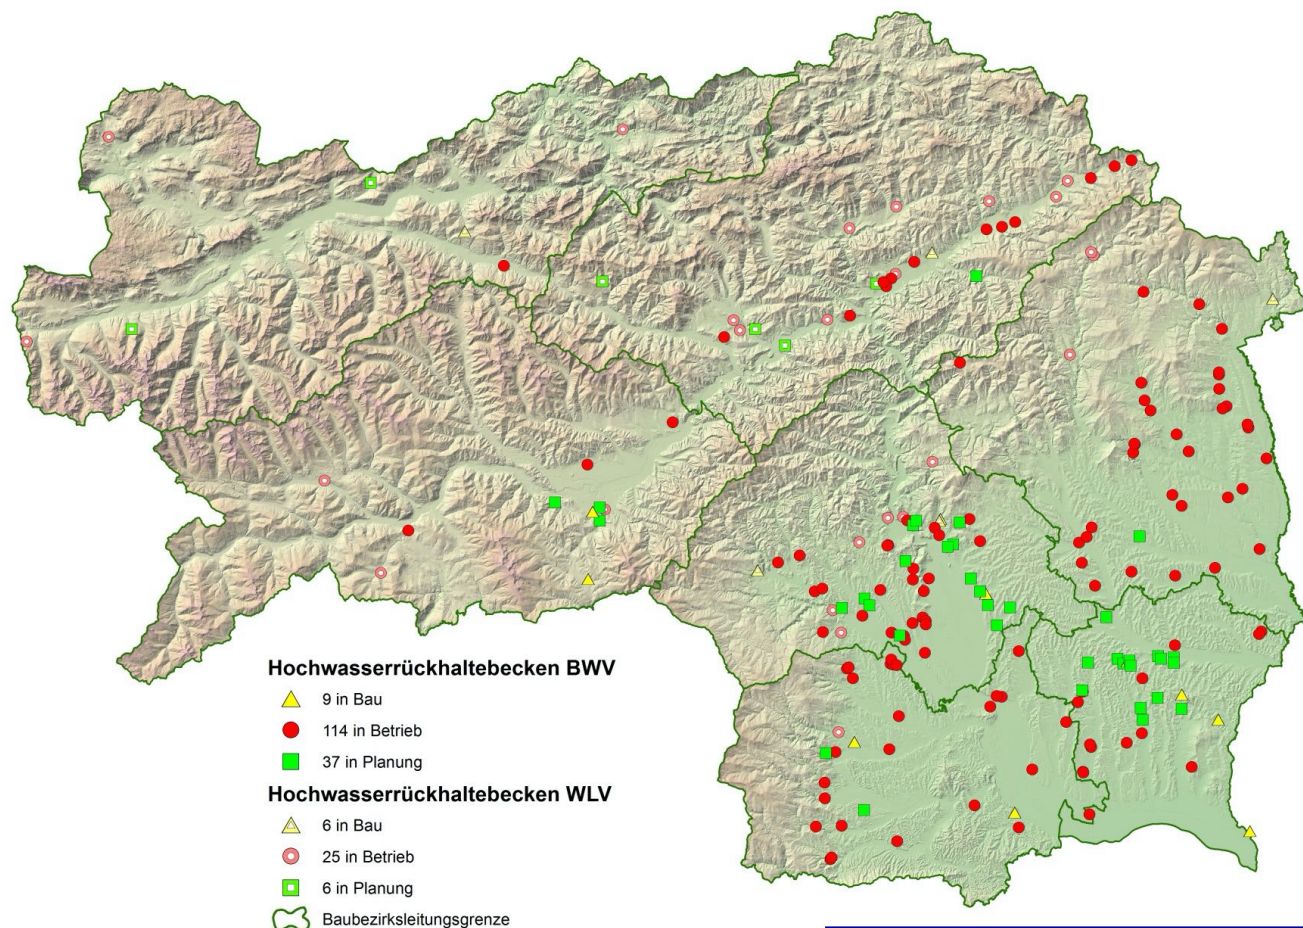 Hochwasserrückhaltebecken BWV
9 in Bau
114 in Betrieb
37 in Planung
Hochwasserrückhaltebecken WLV
6 in Bau
25 in Betrieb
6 in Planung
Baubezirksleitungsgrenze